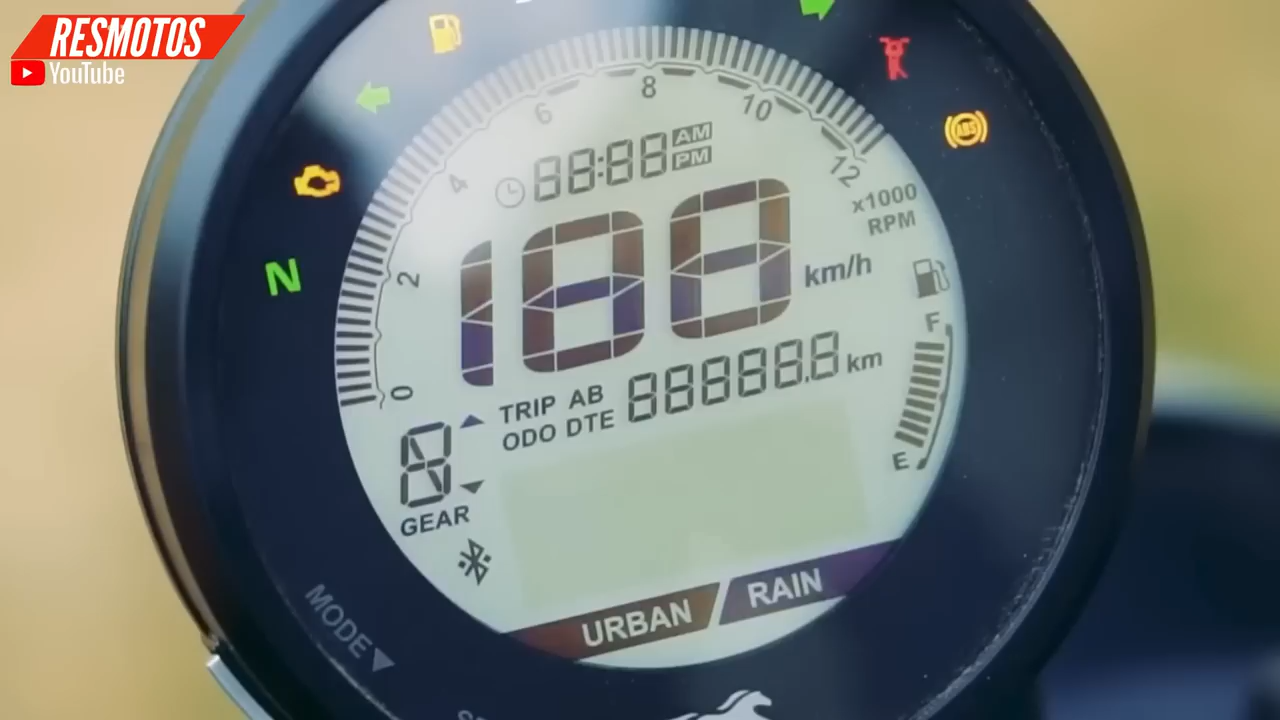 RESMOTOS
YouTube
ABS
N
0
2
4
6
8
10
12
x1000
RPM
88:88
AM
PM
188
km/h
TRIP AB
ODO DTE
88888.8 km
F
E
8
GEAR
URBAN
RAIN
MODE